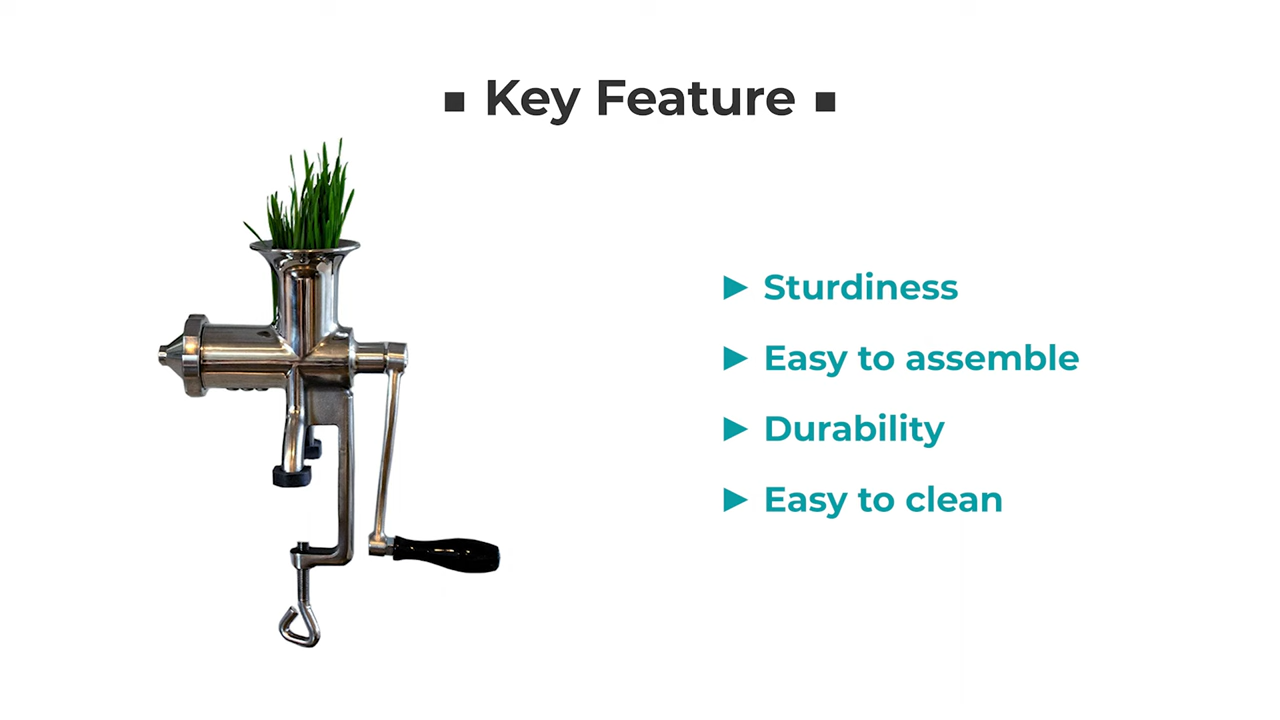 ▪ Key Feature ▪
► Sturdiness
► Easy to assemble
► Durability
► Easy to clean